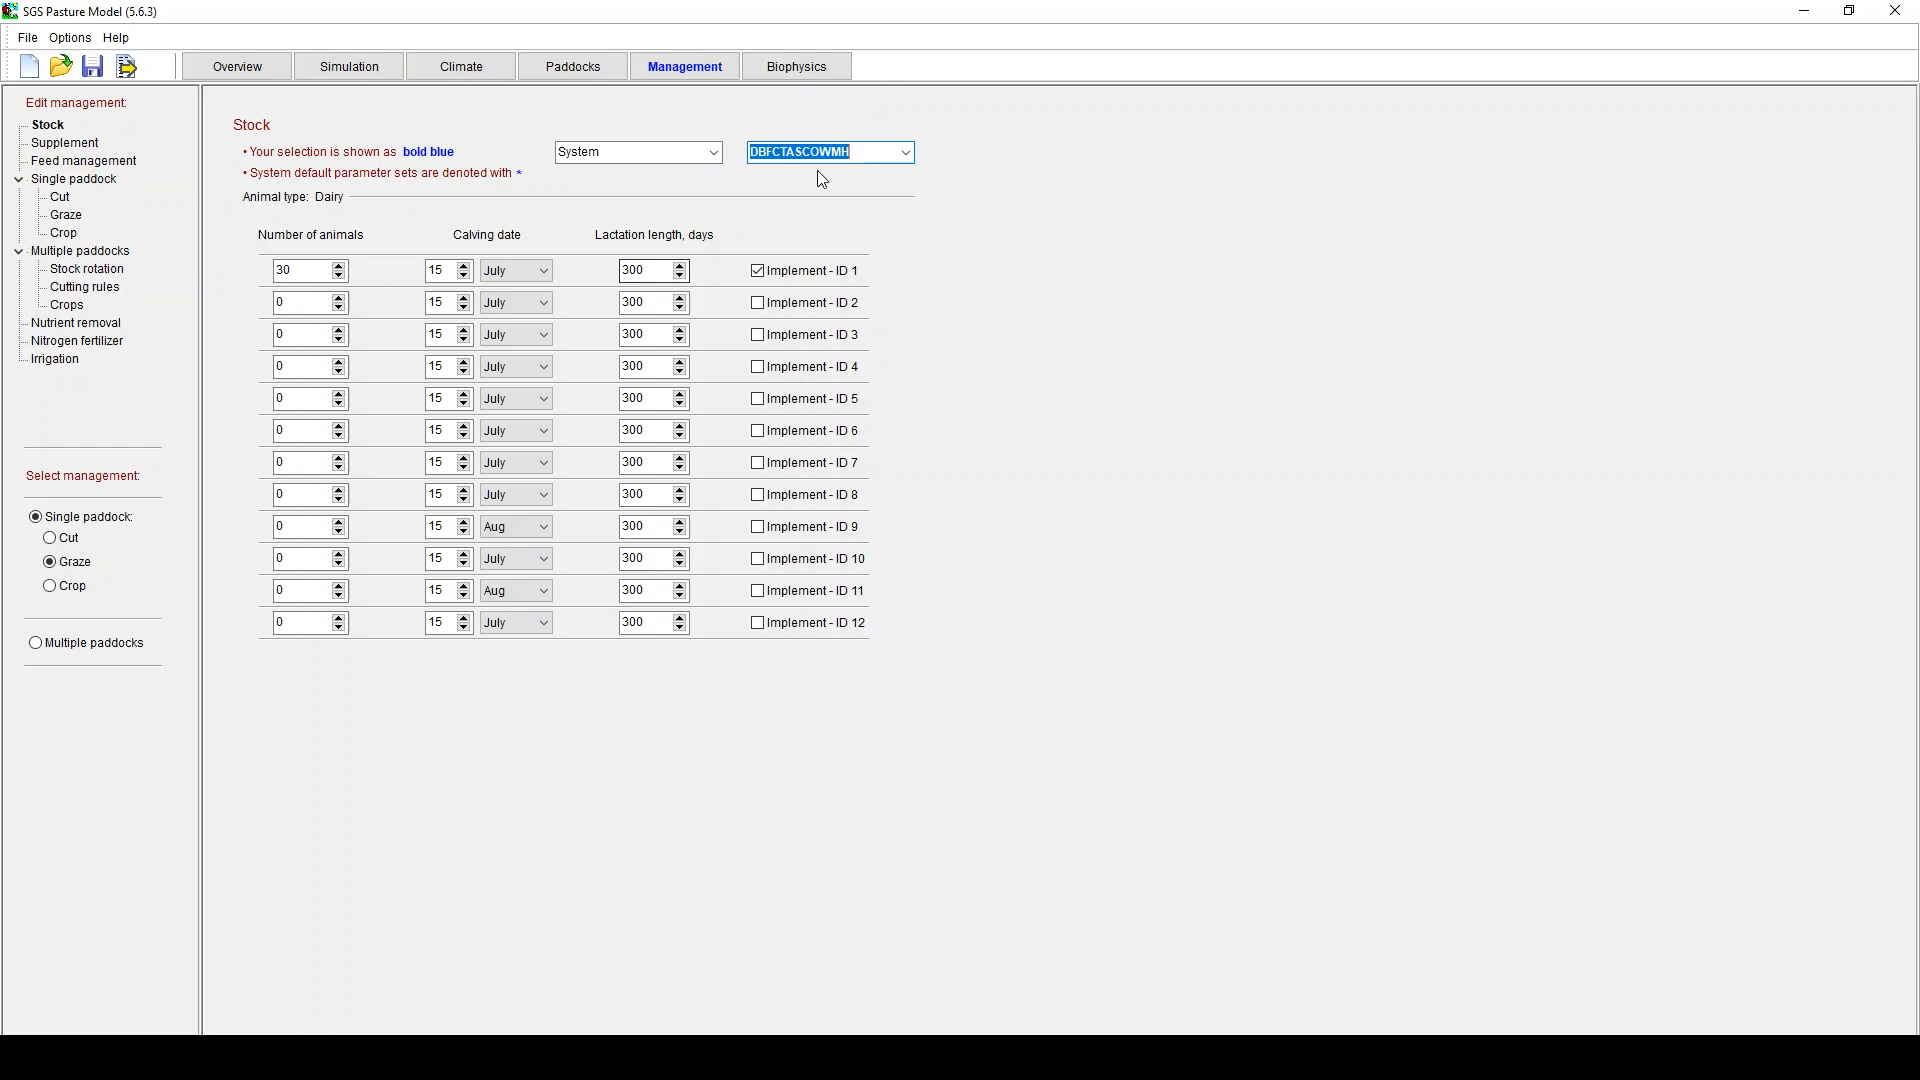 SGS Pasture Model (5.6.3)
File Options Help
Overview Simulation Climate Paddocks Management Biophysics
Edit management:
Stock
Supplement
Feed management
Single paddock
Cut
Graze
Crop
Multiple paddocks
Stock rotation
Cutting rules
Crops
Nutrient removal
Nitrogen fertilizer
Irrigation
Select management:
Single paddock:
Cut
Graze
Crop
Multiple paddocks
Stock
• Your selection is shown as bold blue System DBFCTASCOWMH
• System default parameter sets are denoted with *
Animal type: Dairy
Number of animals Calving date Lactation length, days
30 15 July 300 Implement - ID 1
0 15 July 300 Implement - ID 2
0 15 July 300 Implement - ID 3
0 15 July 300 Implement - ID 4
0 15 July 300 Implement - ID 5
0 15 July 300 Implement - ID 6
0 15 July 300 Implement - ID 7
0 15 July 300 Implement - ID 8
0 15 Aug 300 Implement - ID 9
0 15 July 300 Implement - ID 10
0 15 Aug 300 Implement - ID 11
0 15 July 300 Implement - ID 12